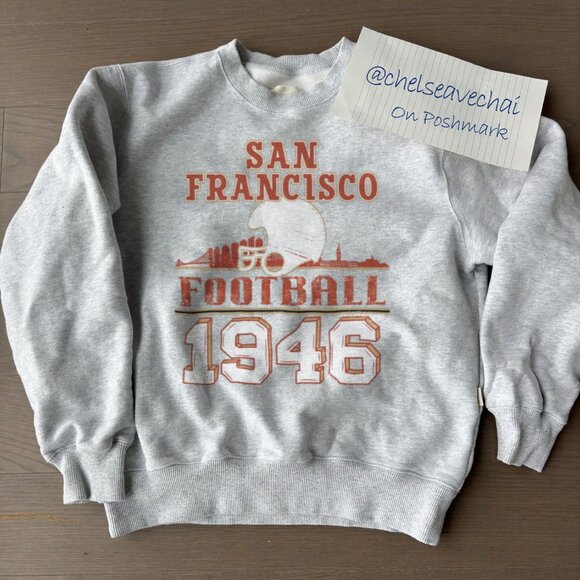 @chelseavechai
On Poshmark
SAN
FRANCISCO
FOOTBALL
1946